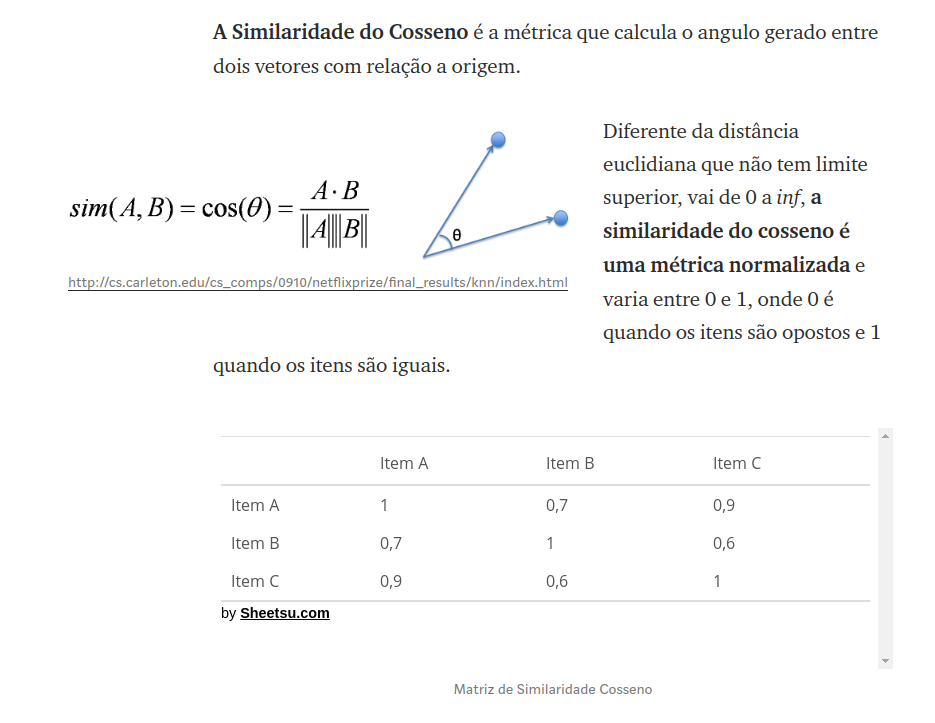 A Similaridade do Cosseno é a métrica que calcula o angulo gerado entre
dois vetores com relação a origem.
sim(A, B) = cos(θ) = A · B / ||A||||B||
θ
http://cs.carleton.edu/cs_comps/0910/netflixprize/final_results/knn/index.html
Diferente da distância
euclidiana que não tem limite
superior, vai de 0 a inf, a
similaridade do cosseno é
uma métrica normalizada e
varia entre 0 e 1, onde 0 é
quando os itens são opostos e 1
quando os itens são iguais.
Item A Item B Item C
Item A 1 0,7 0,9
Item B 0,7 1 0,6
Item C 0,9 0,6 1
by Sheetsu.com
Matriz de Similaridade Cosseno